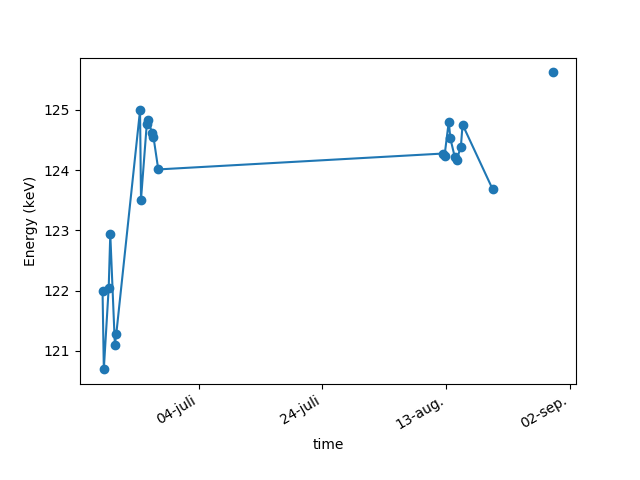 125
124
123
122
121
Energy (keV)
04-juli
24-juli
13-aug.
02-sep.
time